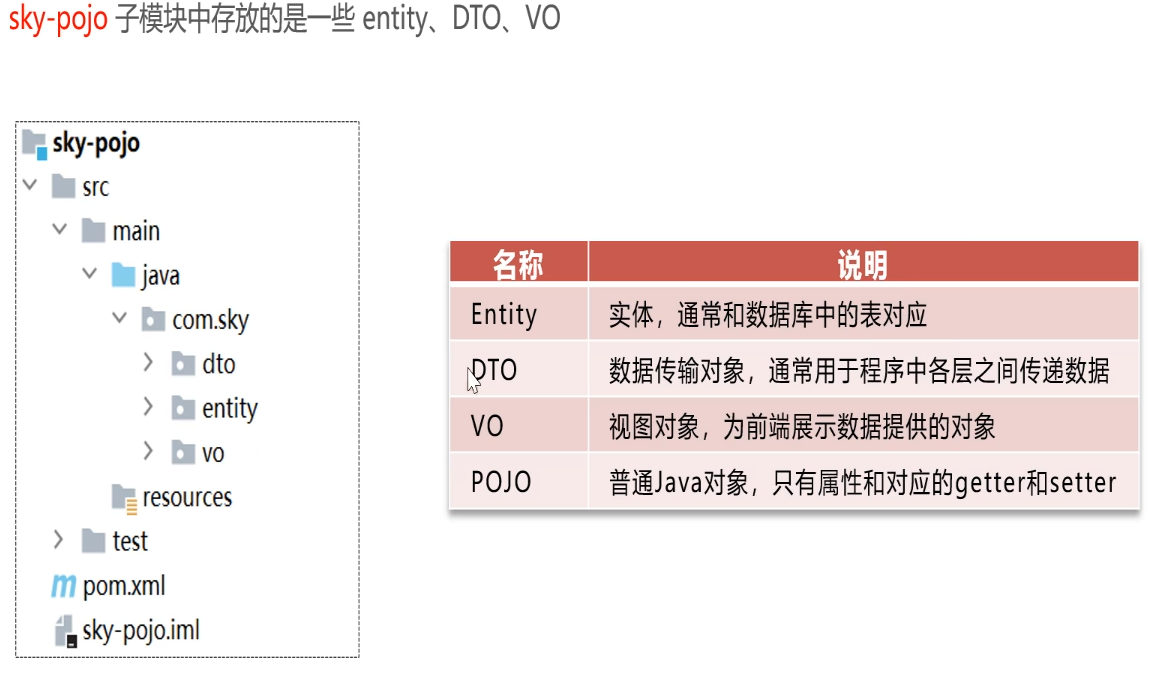 sky-pojo 子模块中存放的是一些 entity、DTO、VO
sky-pojo
src
main
java
com.sky
dto
entity
vo
resources
test
pom.xml
sky-pojo.iml
名称 说明
Entity 实体，通常和数据库中的表对应
DTO 数据传输对象，通常用于程序中各层之间传递数据
VO 视图对象，为前端展示数据提供的对象
POJO 普通Java对象，只有属性和对应的getter和setter